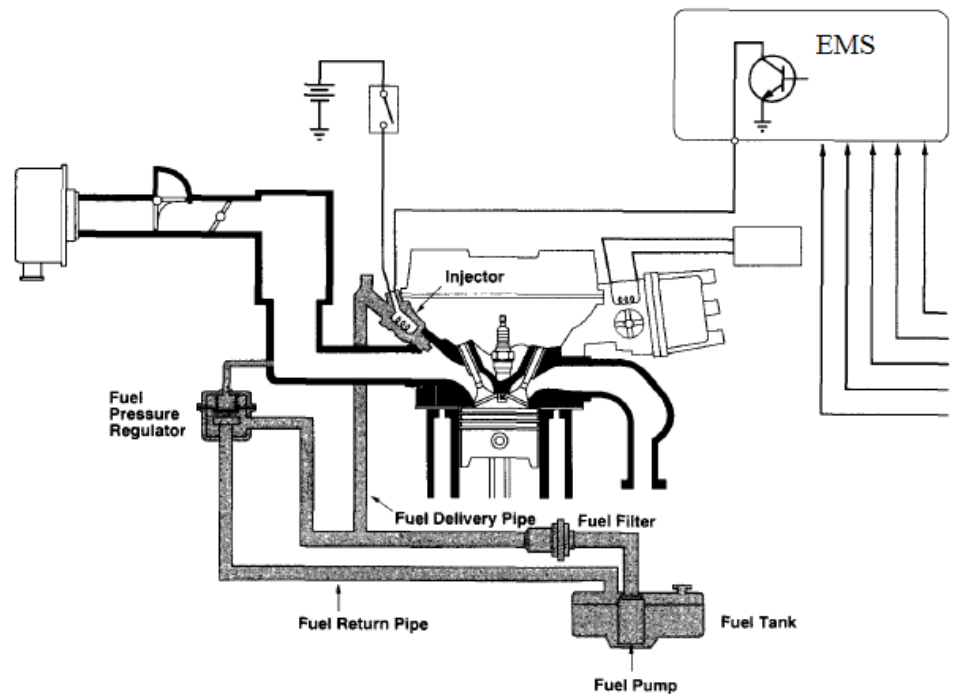 EMS
Injector
Fuel
Pressure
Regulator
Fuel Delivery Pipe
Fuel Filter
Fuel Return Pipe
Fuel Tank
Fuel Pump